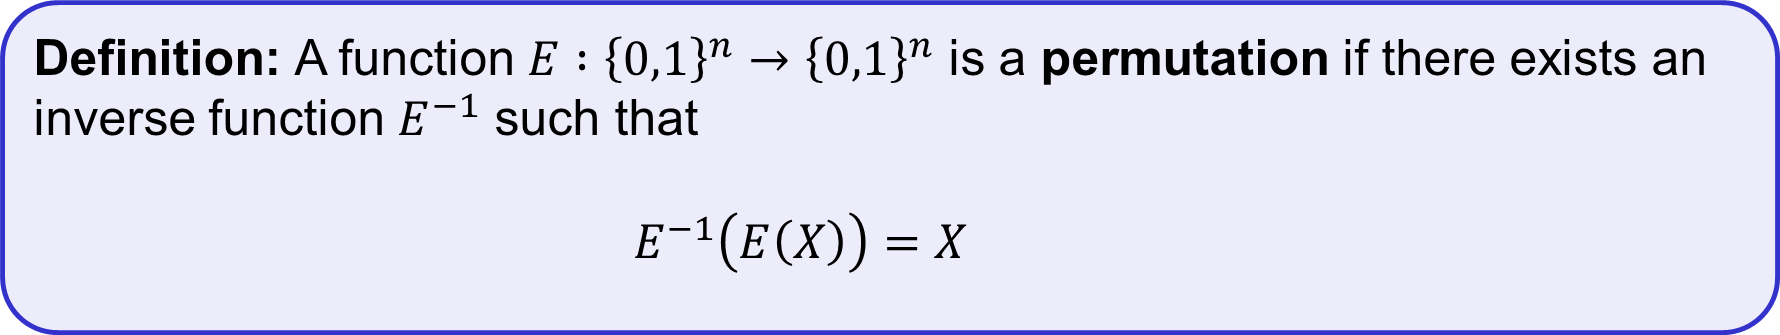 Definition: A function 𝐸 : {0,1}ⁿ → {0,1}ⁿ is a permutation if there exists an
inverse function 𝐸⁻¹ such that
𝐸⁻¹(𝐸(𝑋)) = 𝑋